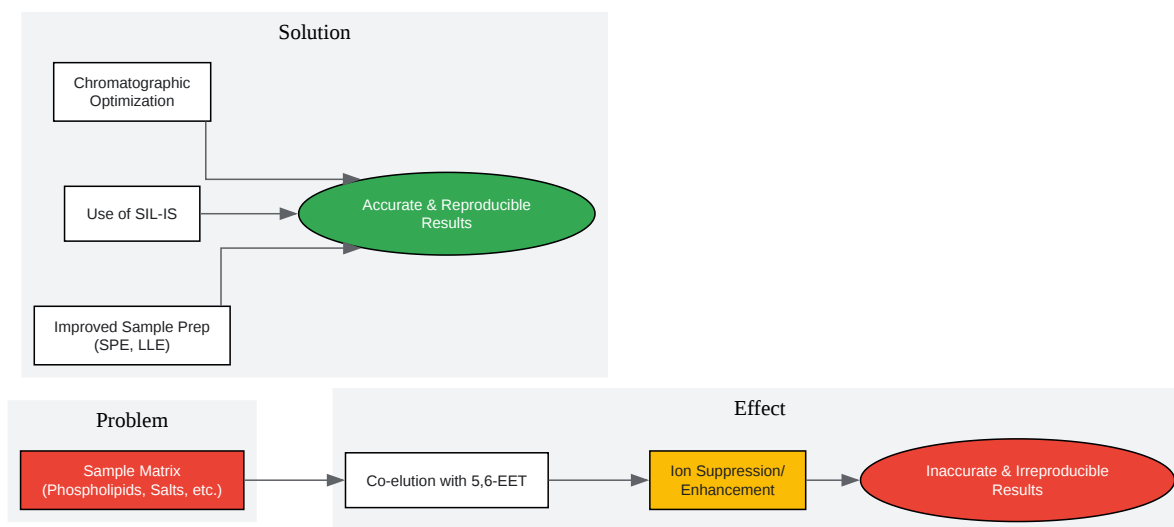 Solution
Chromatographic
Optimization
Use of SIL-IS
Accurate & Reproducible
Results
Improved Sample Prep
(SPE, LLE)
Problem
Sample Matrix
(Phospholipids, Salts, etc.)
Effect
Co-elution with 5,6-EET
Ion Suppression/
Enhancement
Inaccurate & Irreproducible
Results